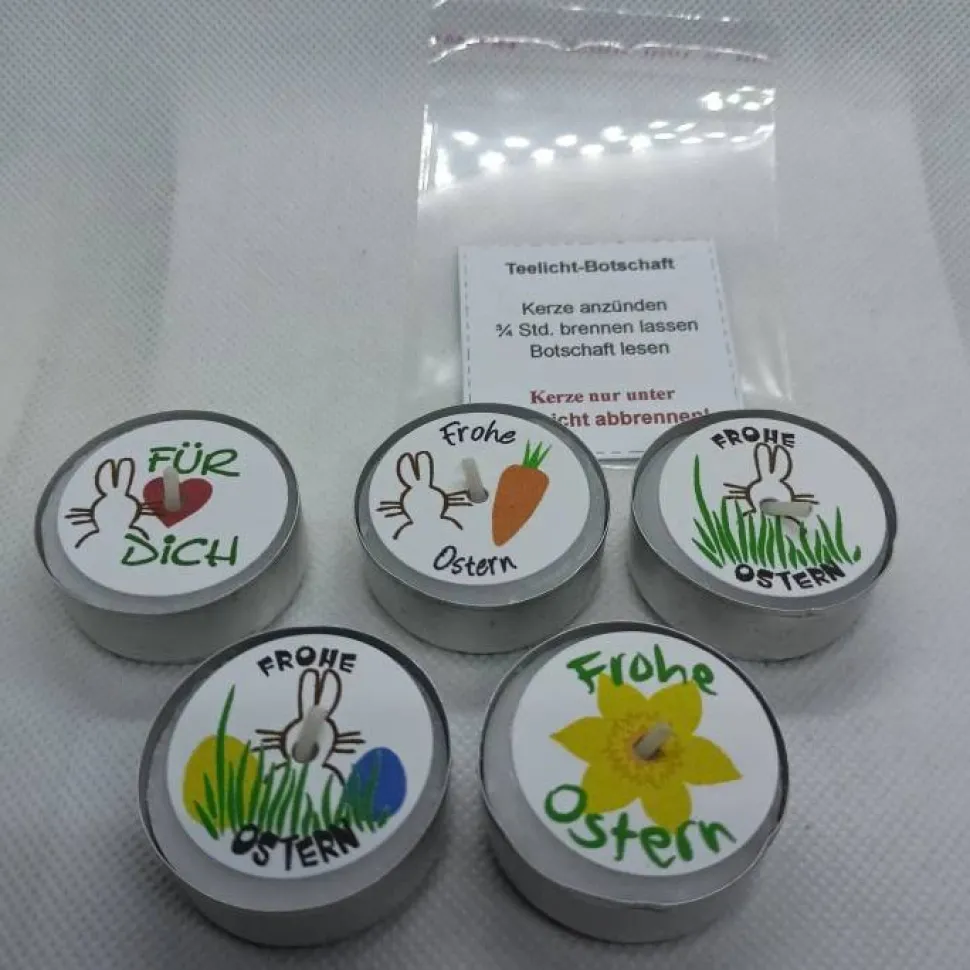 Teelicht-Botschaft
Kerze anzünden
¾ Std. brennen lassen
Botschaft lesen
Kerze nur unter
abbrennen!
FÜR
DiCH
Frohe
Ostern
FROHE
OSTERN
FROHE
OSTERN
Frohe
Ostern